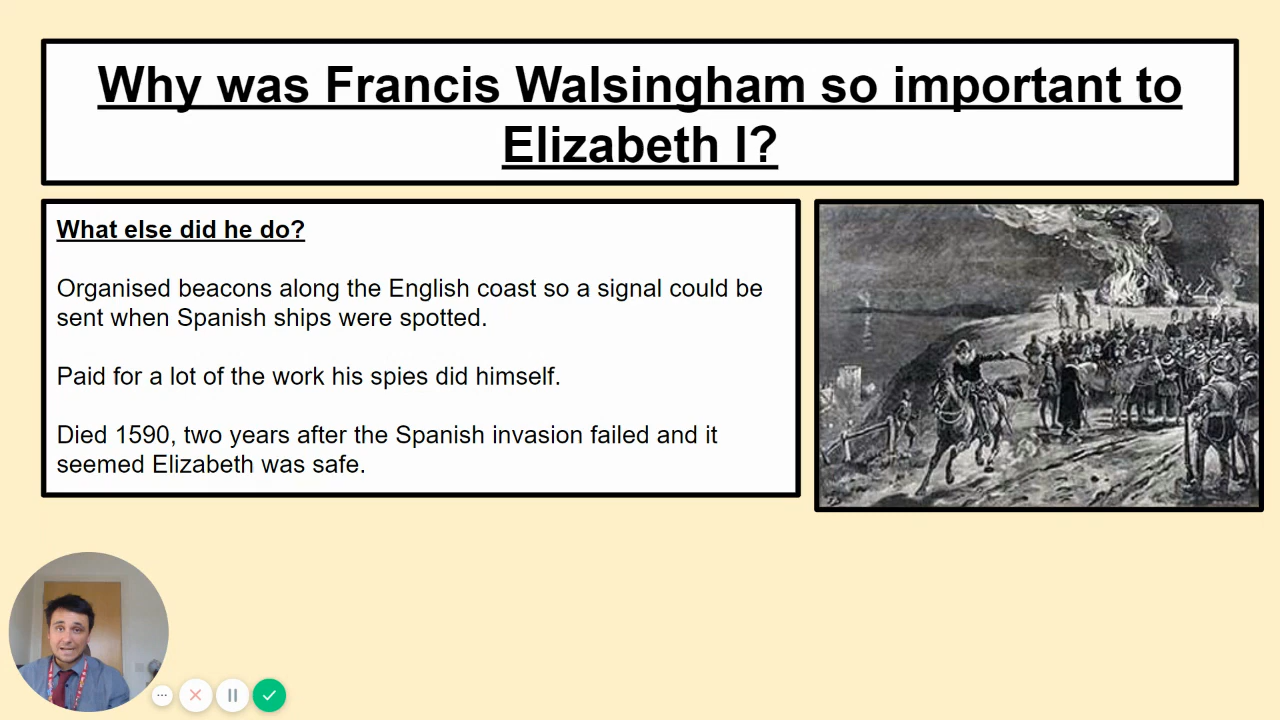 Why was Francis Walsingham so important to
Elizabeth I?
What else did he do?
Organised beacons along the English coast so a signal could be
sent when Spanish ships were spotted.
Paid for a lot of the work his spies did himself.
Died 1590, two years after the Spanish invasion failed and it
seemed Elizabeth was safe.